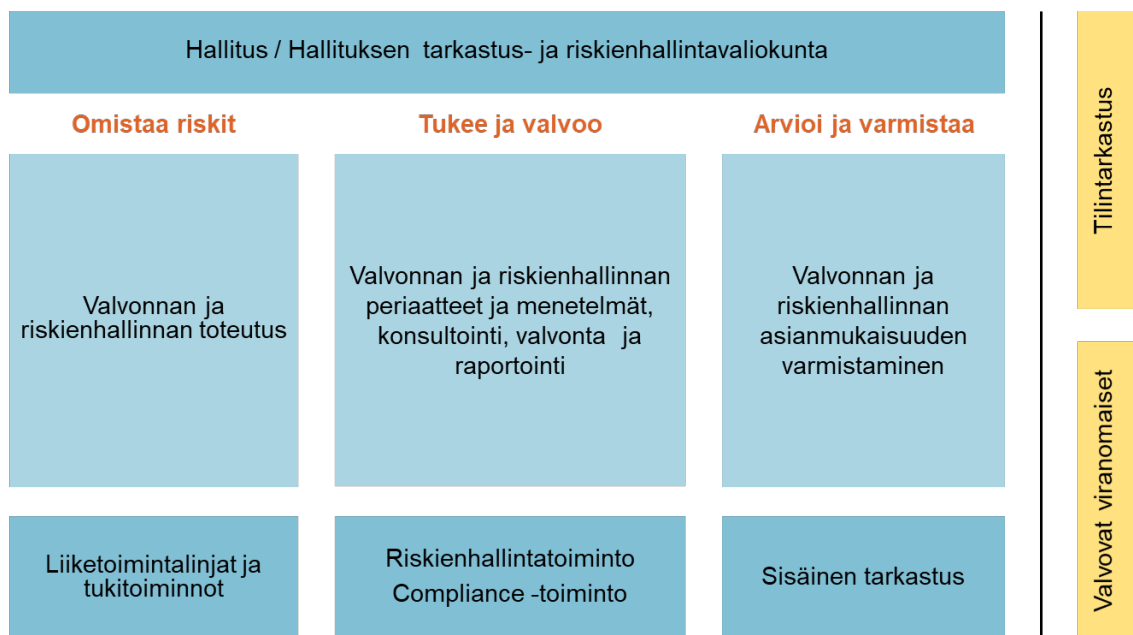 Hallitus / Hallituksen tarkastus- ja riskienhallintavaliokunta
Omistaa riskit
Tukee ja valvoo
Arvioi ja varmistaa
Valvonnan ja
riskienhallinnan toteutus
Valvonnan ja riskienhallinnan
periaatteet ja menetelmät,
konsultointi, valvonta ja
raportointi
Valvonnan ja
riskienhallinnan
asianmukaisuuden
varmistaminen
Liiketoimintalinjat ja
tukitoiminnot
Riskienhallintatoiminto
Compliance -toiminto
Sisäinen tarkastus
Tilintarkastus
Valvovat viranomaiset